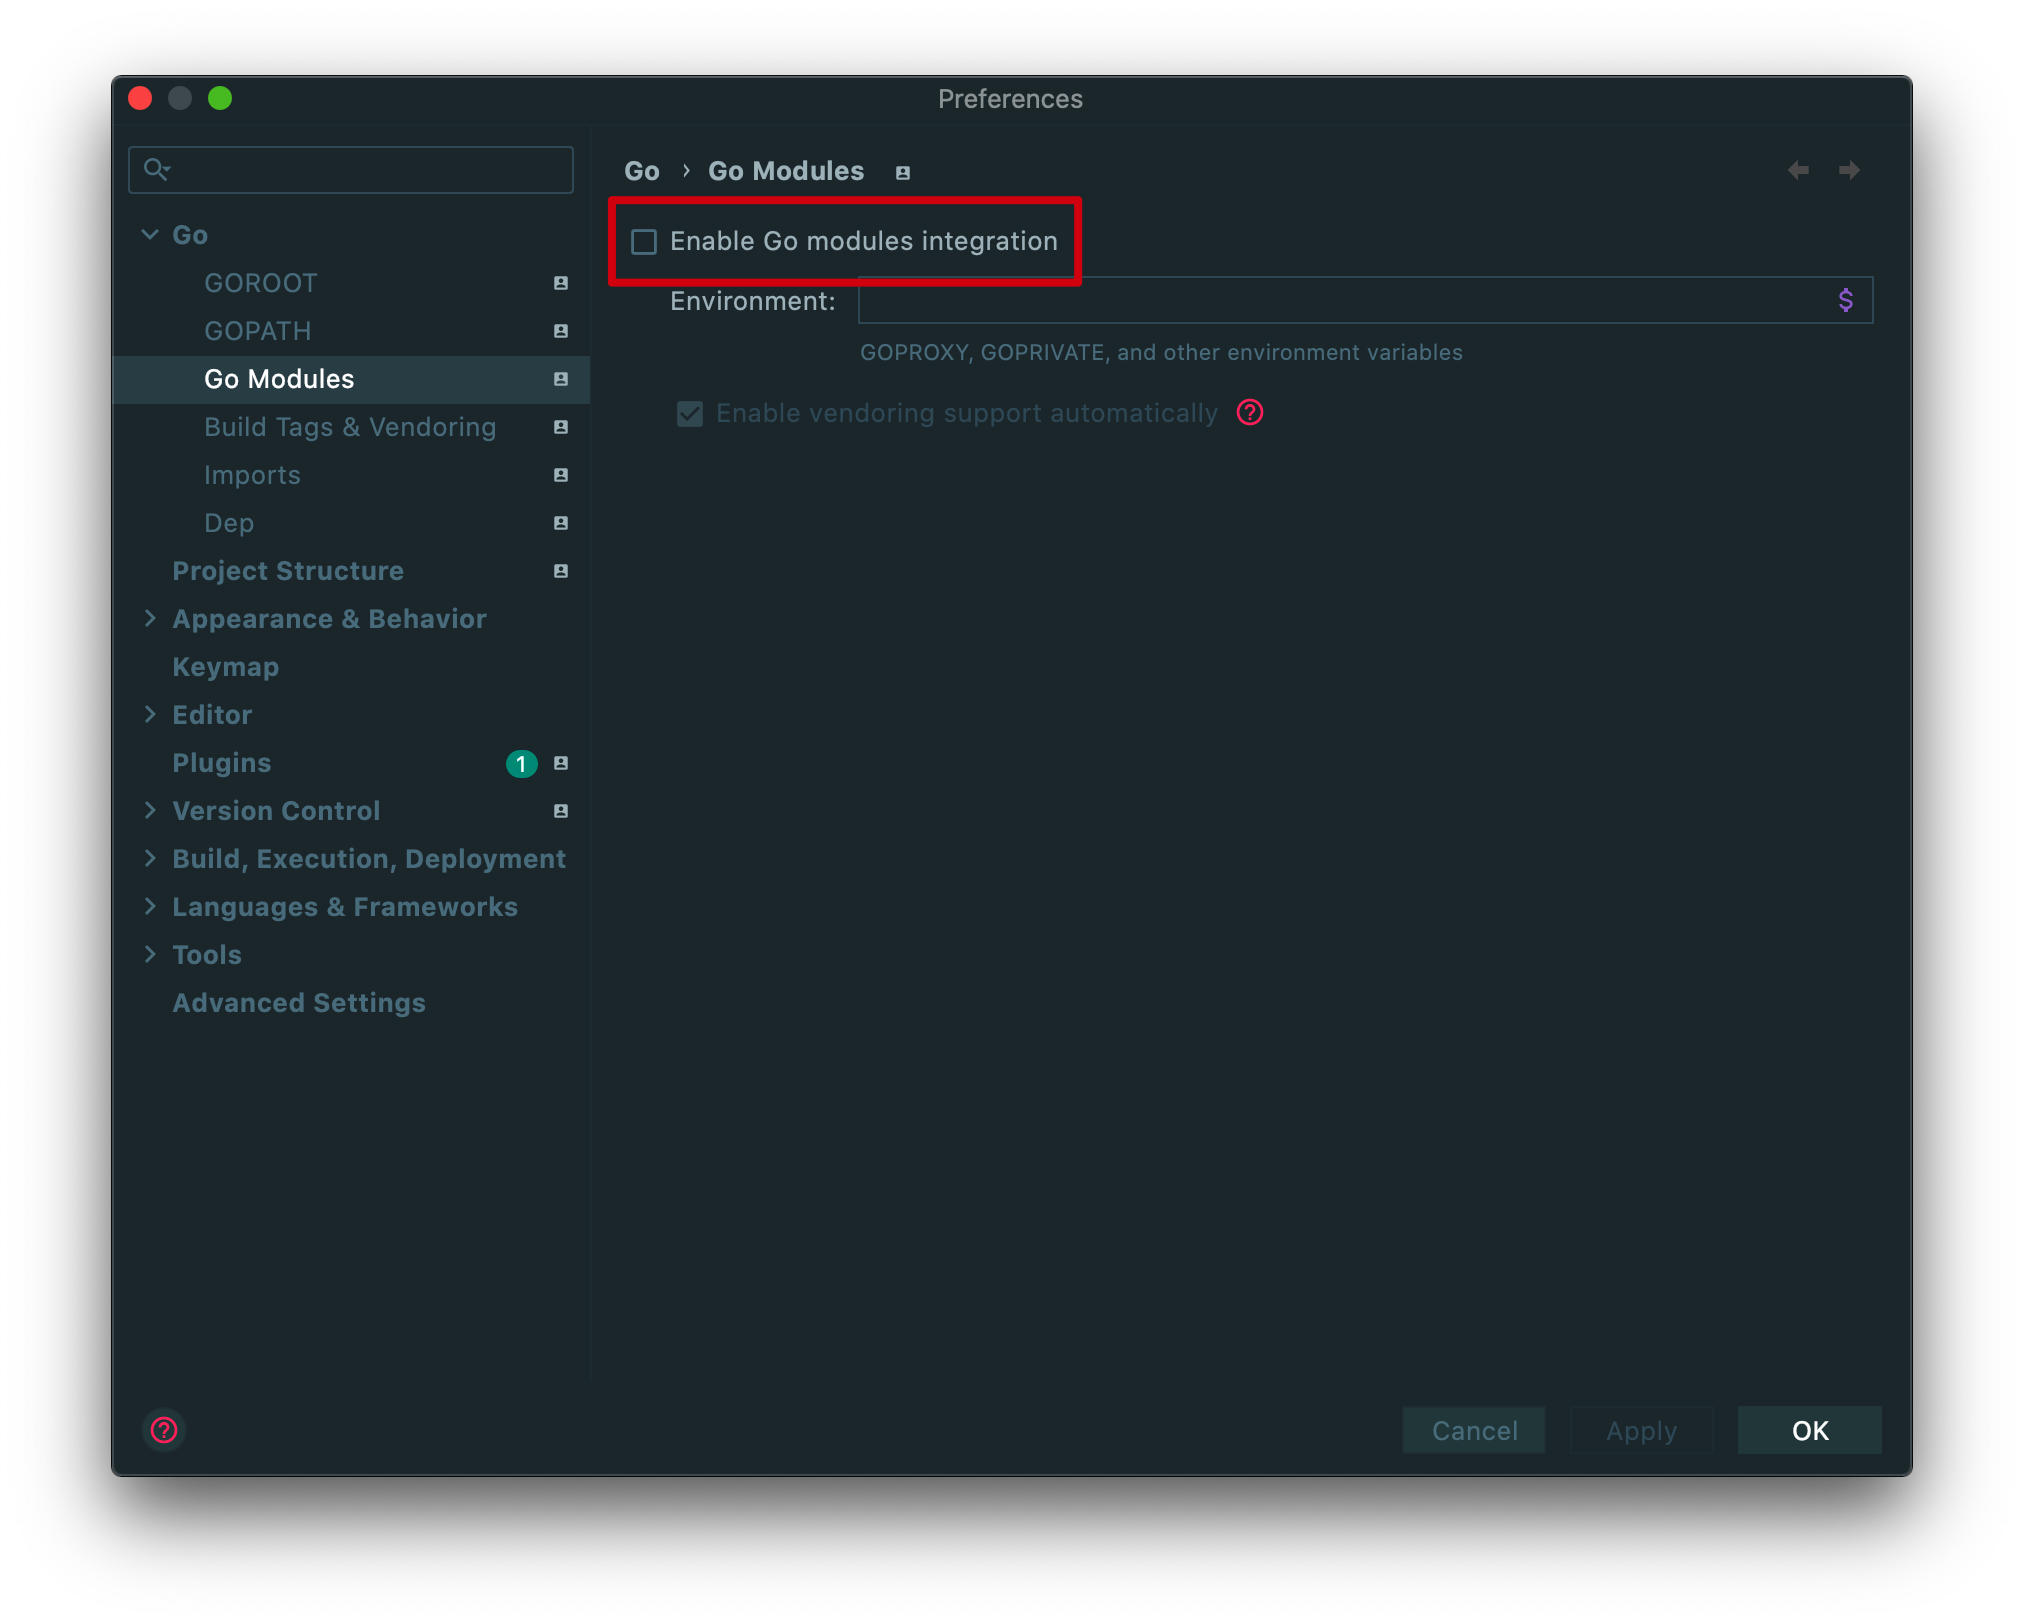 Preferences
Go
GOROOT
GOPATH
Go Modules
Build Tags & Vendoring
Imports
Dep
Project Structure
Appearance & Behavior
Keymap
Editor
Plugins 1
Version Control
Build, Execution, Deployment
Languages & Frameworks
Tools
Advanced Settings
Go › Go Modules
Enable Go modules integration
Environment: $
GOPROXY, GOPRIVATE, and other environment variables
Enable vendoring support automatically ?
? Cancel Apply OK